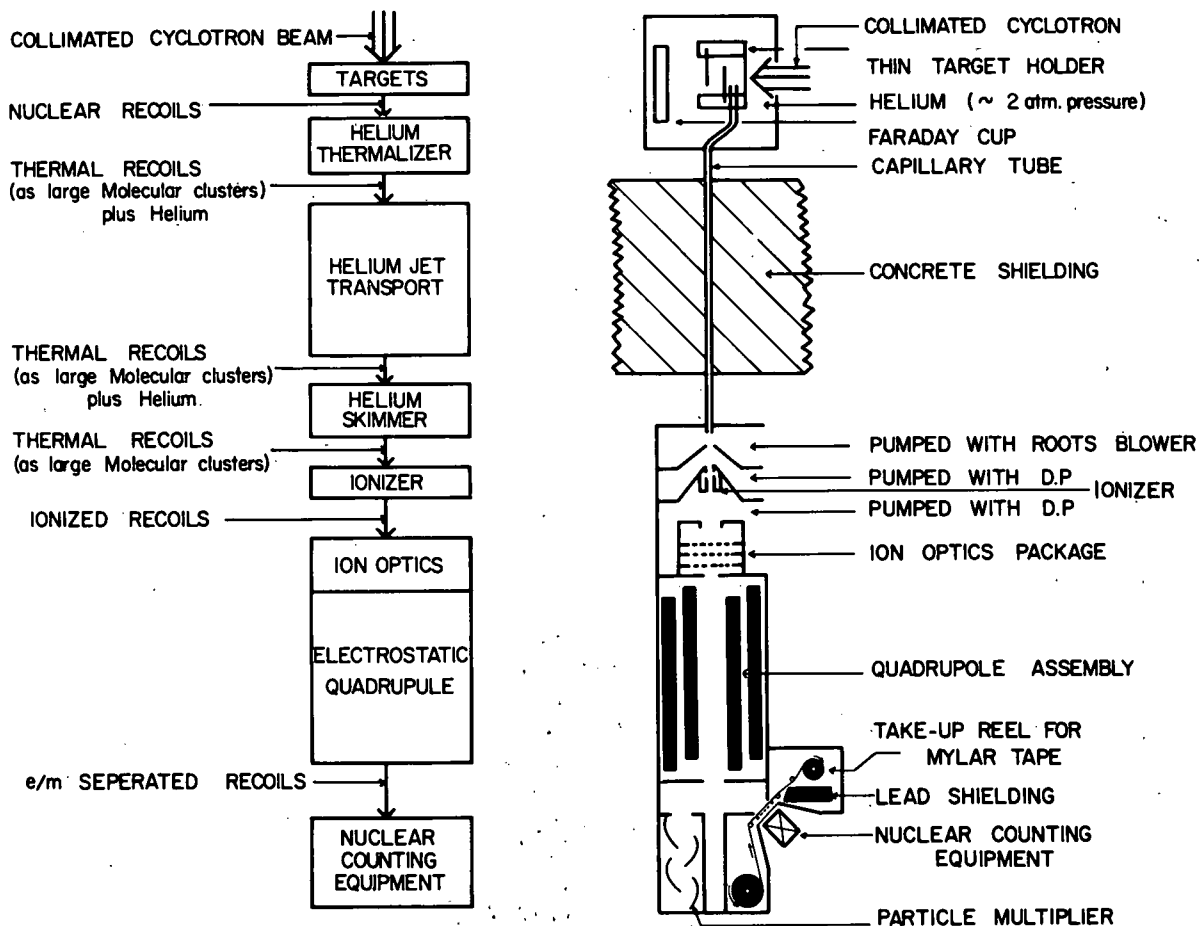 COLLIMATED CYCLOTRON BEAM
TARGETS
NUCLEAR RECOILS
HELIUM
THERMALIZER
THERMAL RECOILS
(as large Molecular clusters)
plus Helium
HELIUM JET
TRANSPORT
THERMAL RECOILS
(as large Molecular clusters)
plus Helium.
HELIUM
SKIMMER
THERMAL RECOILS
(as large Molecular clusters)
IONIZER
IONIZED RECOILS
ION OPTICS
ELECTROSTATIC
QUADRUPULE
e/m SEPERATED RECOILS
NUCLEAR
COUNTING
EQUIPMENT
COLLIMATED CYCLOTRON
THIN TARGET HOLDER
HELIUM (~ 2 atm. pressure)
FARADAY CUP
CAPILLARY TUBE
CONCRETE SHIELDING
PUMPED WITH ROOTS BLOWER
PUMPED WITH D.P
IONIZER
PUMPED WITH D.P
ION OPTICS PACKAGE
QUADRUPOLE ASSEMBLY
TAKE-UP REEL FOR
MYLAR TAPE
LEAD SHIELDING
NUCLEAR COUNTING
EQUIPMENT
PARTICLE MULTIPLIER